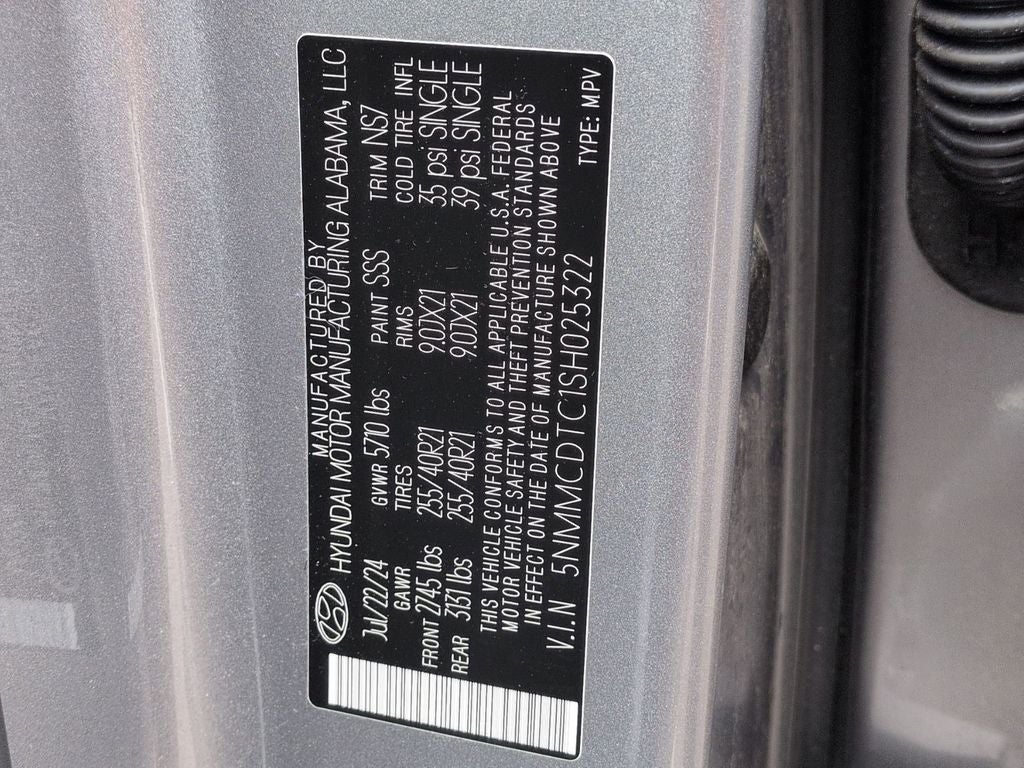 MANUFACTURED BY
HYUNDAI MOTOR MANUFACTURING ALABAMA, LLC
Jul/22/24 GVWR 5710 lbs PAINT SSS TRIM NS7
GAWR TIRES RIMS COLD TIRE INFL
FRONT 2745 lbs 255/40R21 9.0JX21 35 psi SINGLE
REAR 3131 lbs 255/40R21 9.0JX21 39 psi SINGLE
THIS VEHICLE CONFORMS TO ALL APPLICABLE U.S.A. FEDERAL
MOTOR VEHICLE SAFETY AND THEFT PREVENTION STANDARDS
IN EFFECT ON THE DATE OF MANUFACTURE SHOWN ABOVE
V.I.N 5NMMCDTC1SH025322 TYPE: MPV